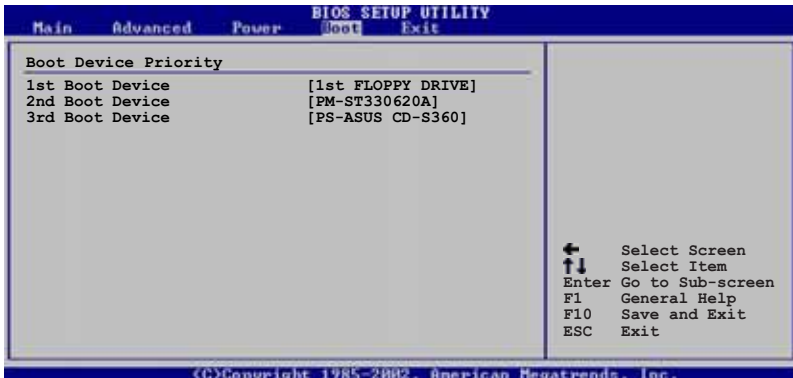 BIOS SETUP UTILITY
Main Advanced Power Boot Exit
Boot Device Priority
1st Boot Device [1st FLOPPY DRIVE]
2nd Boot Device [PM-ST330620A]
3rd Boot Device [PS-ASUS CD-S360]
← Select Screen
↑↓ Select Item
Enter Go to Sub-screen
F1 General Help
F10 Save and Exit
ESC Exit
(C)Copyright 1985-2002, American Megatrends, Inc.